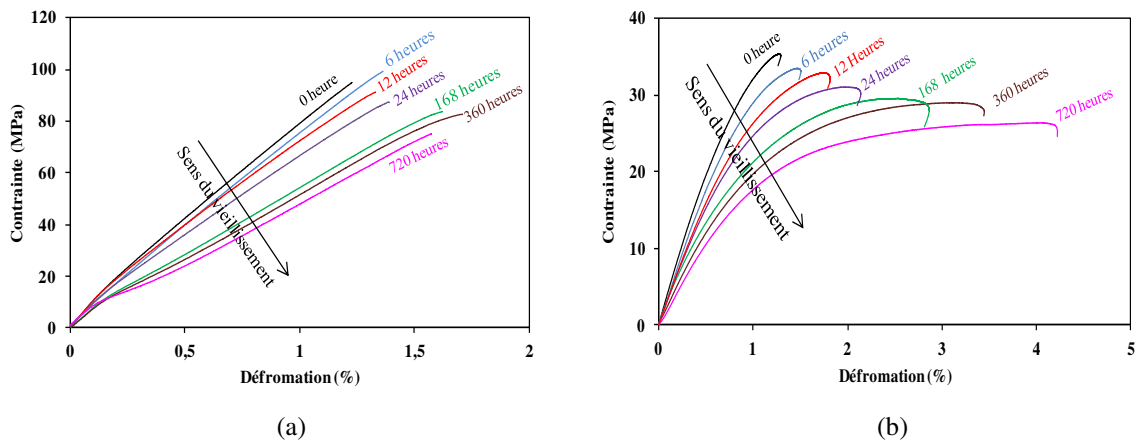 120
100
80
60
40
20
0
0
0,5
1
1,5
2
Contrainte (MPa)
Défromation (%)
0 heure
6 heures
12 heures
24 heures
168 heures
360 heures
720 heures
Sens du vieillissement
(a)
40
30
20
10
0
0
1
2
3
4
5
Contrainte (MPa)
Défromation (%)
0 heure
6 heures
12 Heures
24 heures
168 heures
360 heures
720 heures
Sens du vieillissement
(b)